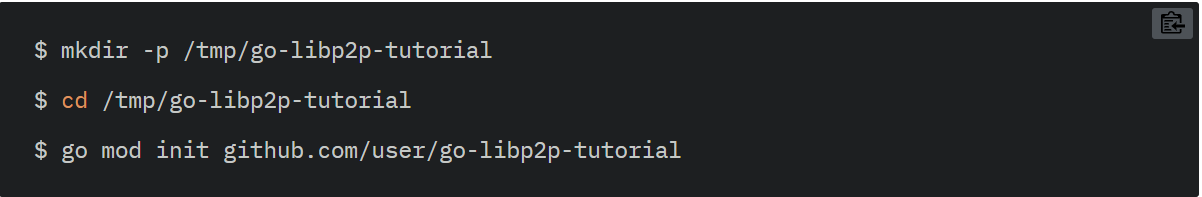 $ mkdir -p /tmp/go-libp2p-tutorial
$ cd /tmp/go-libp2p-tutorial
$ go mod init github.com/user/go-libp2p-tutorial